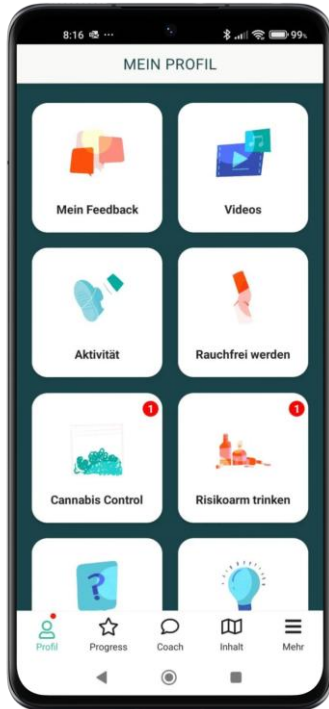 8:16 ··· 99%
MEIN PROFIL
Mein Feedback Videos
Aktivität Rauchfrei werden
1 1
Cannabis Control Risikoarm trinken
?
Profil Progress Coach Inhalt Mehr